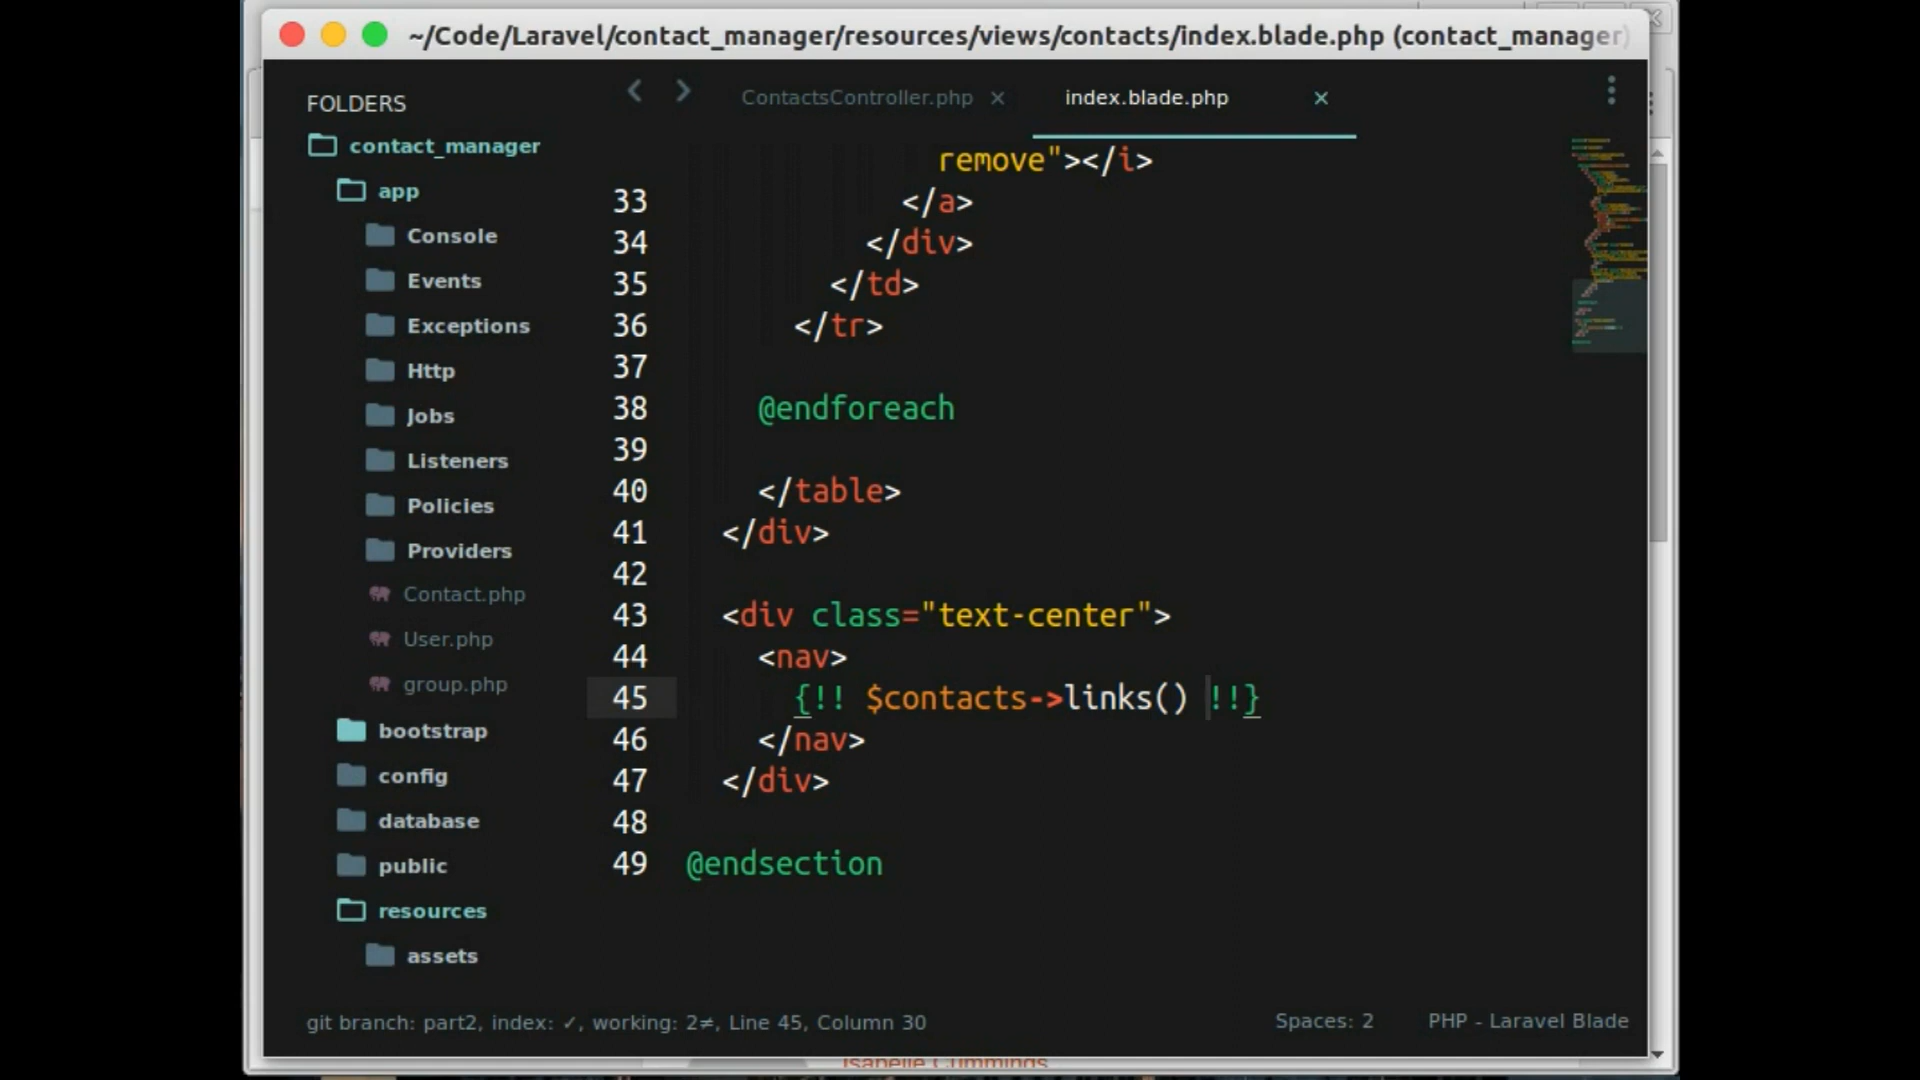 ~/Code/Laravel/contact_manager/resources/views/contacts/index.blade.php (contact_manager)
FOLDERS
contact_manager
app
Console
Events
Exceptions
Http
Jobs
Listeners
Policies
Providers
Contact.php
User.php
group.php
bootstrap
config
database
public
resources
assets
ContactsController.php ×
index.blade.php ×
remove"></i>
33 </a>
34 </div>
35 </td>
36 </tr>
37
38 @endforeach
39
40 </table>
41 </div>
42
43 <div class="text-center">
44 <nav>
45 {!! $contacts->links() !!}
46 </nav>
47 </div>
48
49 @endsection
git branch: part2, index: ✓, working: 2≠, Line 45, Column 30
Spaces: 2
PHP - Laravel Blade
Isabelle Cummings